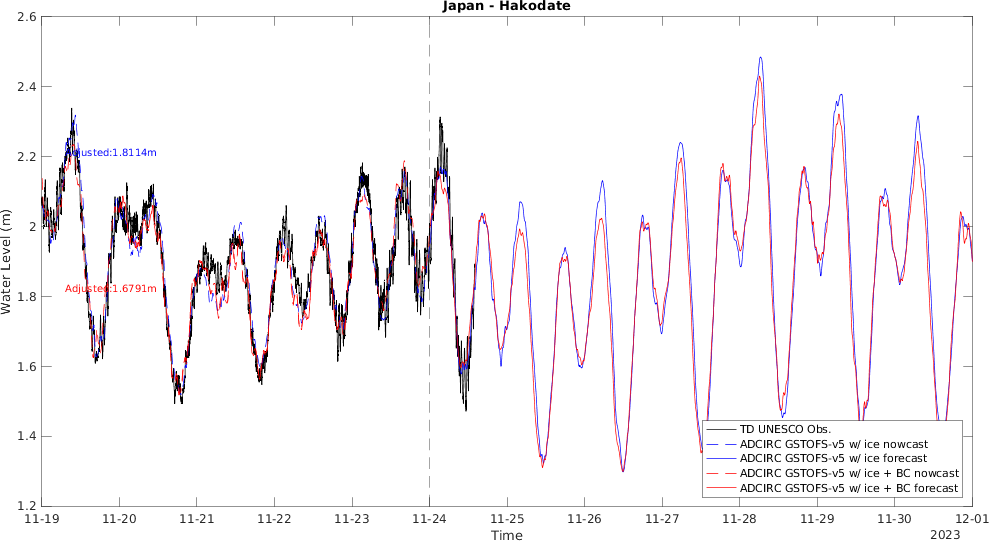 Japan - Hakodate
2.6
2.4
2.2
2
1.8
1.6
1.4
1.2
Water Level (m)
justed:1.8114m
Adjusted:1.6791m
TD UNESCO Obs.
ADCIRC GSTOFS-v5 w/ ice nowcast
ADCIRC GSTOFS-v5 w/ ice forecast
ADCIRC GSTOFS-v5 w/ ice + BC nowcast
ADCIRC GSTOFS-v5 w/ ice + BC forecast
11-19 11-20 11-21 11-22 11-23 11-24 11-25 11-26 11-27 11-28 11-29 11-30 12-01
Time
2023